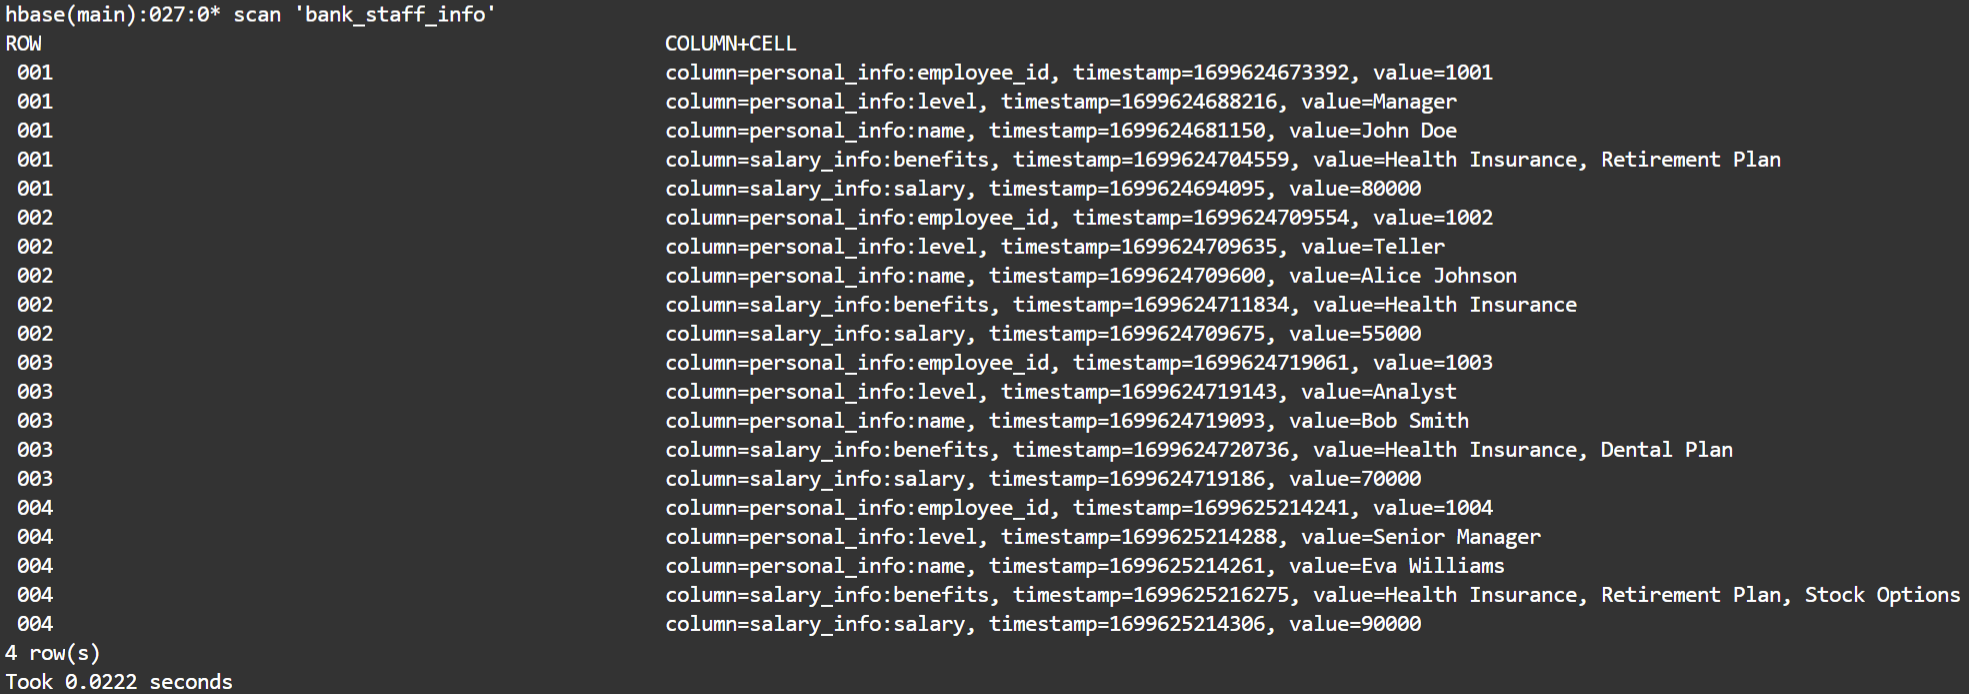 hbase(main):027:0* scan 'bank_staff_info'
ROW COLUMN+CELL
001 column=personal_info:employee_id, timestamp=1699624673392, value=1001
001 column=personal_info:level, timestamp=1699624688216, value=Manager
001 column=personal_info:name, timestamp=1699624681150, value=John Doe
001 column=salary_info:benefits, timestamp=1699624704559, value=Health Insurance, Retirement Plan
001 column=salary_info:salary, timestamp=1699624694095, value=80000
002 column=personal_info:employee_id, timestamp=1699624709554, value=1002
002 column=personal_info:level, timestamp=1699624709635, value=Teller
002 column=personal_info:name, timestamp=1699624709600, value=Alice Johnson
002 column=salary_info:benefits, timestamp=1699624711834, value=Health Insurance
002 column=salary_info:salary, timestamp=1699624709675, value=55000
003 column=personal_info:employee_id, timestamp=1699624719061, value=1003
003 column=personal_info:level, timestamp=1699624719143, value=Analyst
003 column=personal_info:name, timestamp=1699624719093, value=Bob Smith
003 column=salary_info:benefits, timestamp=1699624720736, value=Health Insurance, Dental Plan
003 column=salary_info:salary, timestamp=1699624719186, value=70000
004 column=personal_info:employee_id, timestamp=1699625214241, value=1004
004 column=personal_info:level, timestamp=1699625214288, value=Senior Manager
004 column=personal_info:name, timestamp=1699625214261, value=Eva Williams
004 column=salary_info:benefits, timestamp=1699625216275, value=Health Insurance, Retirement Plan, Stock Options
004 column=salary_info:salary, timestamp=1699625214306, value=90000
4 row(s)
Took 0.0222 seconds